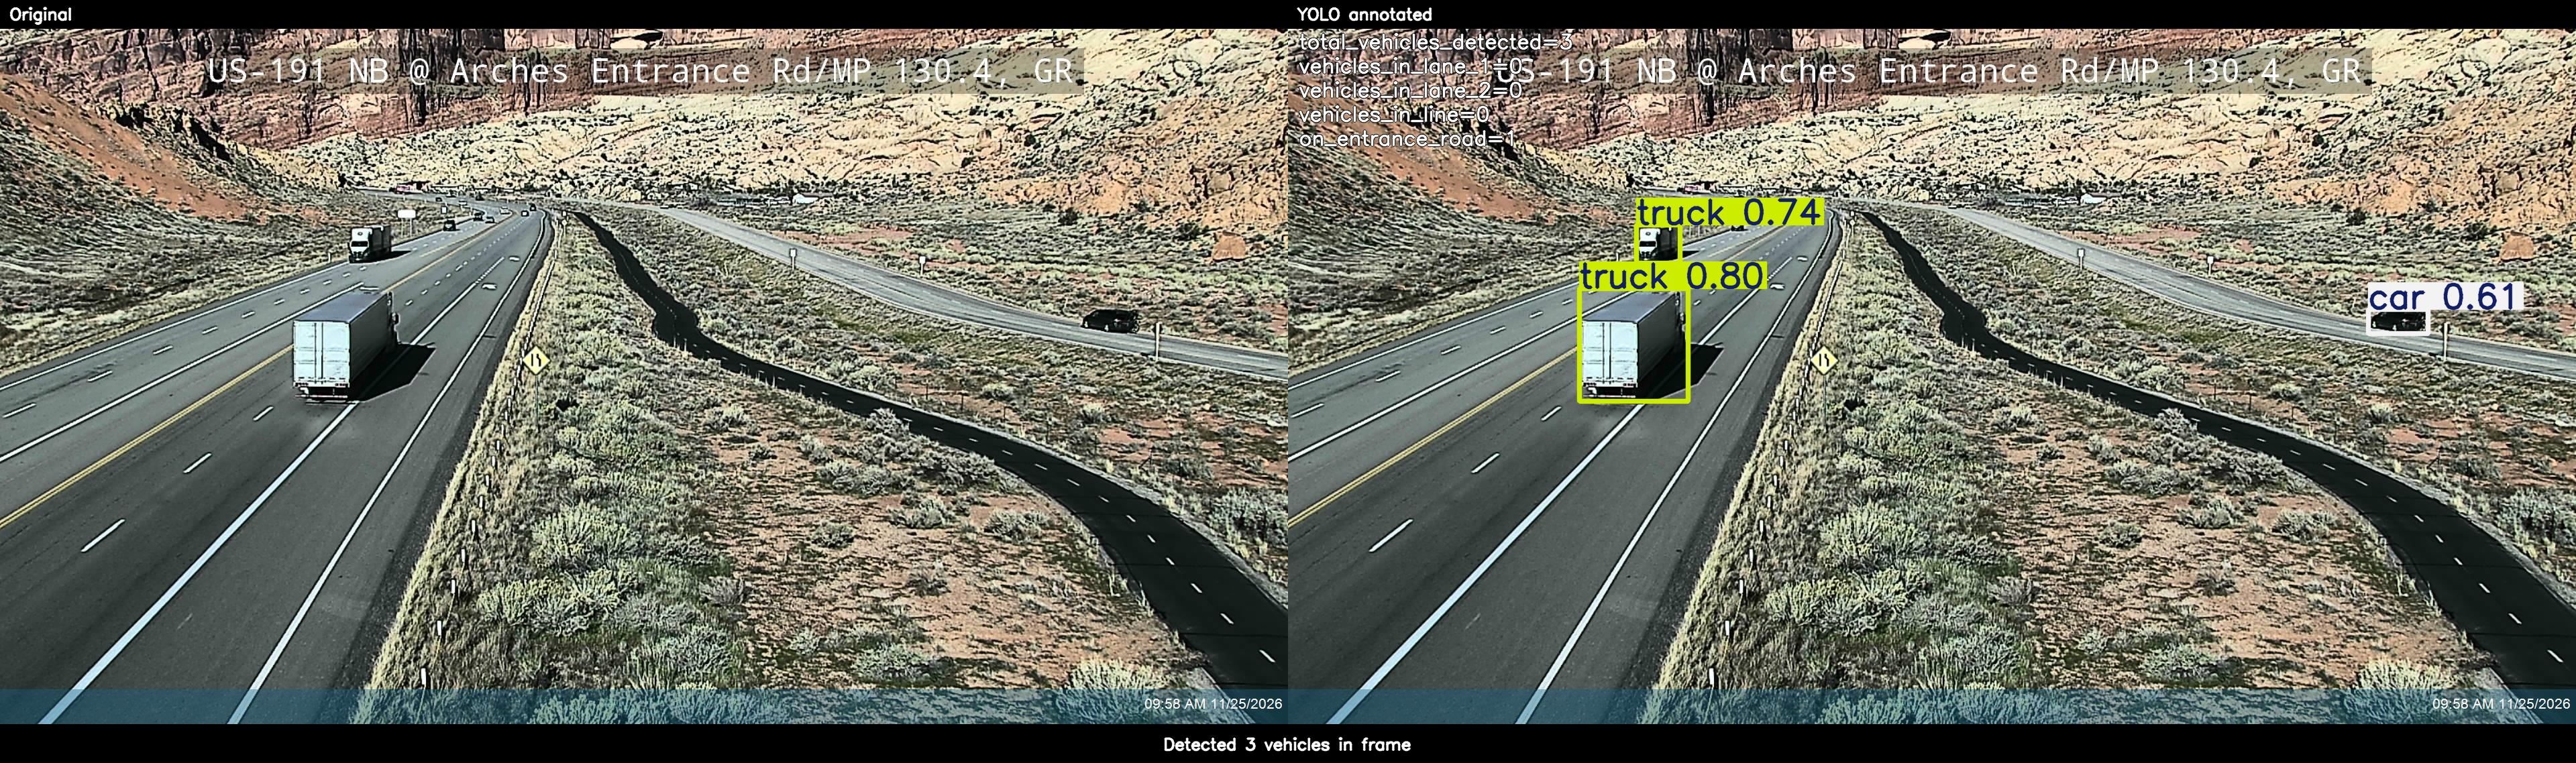 Original
YOLO annotated
US-191 NB @ Arches Entrance Rd/MP 130.4, GR
total_vehicles_detected=3
vehicles_in_lane_1=0
US-191 NB @ Arches Entrance Rd/MP 130.4, GR
vehicles_in_lane_2=0
vehicles_in_line=0
on_entrance_road=1
truck 0.74
truck 0.80
car 0.61
09:58 AM 11/25/2026
09:58 AM 11/25/2026
Detected 3 vehicles in frame